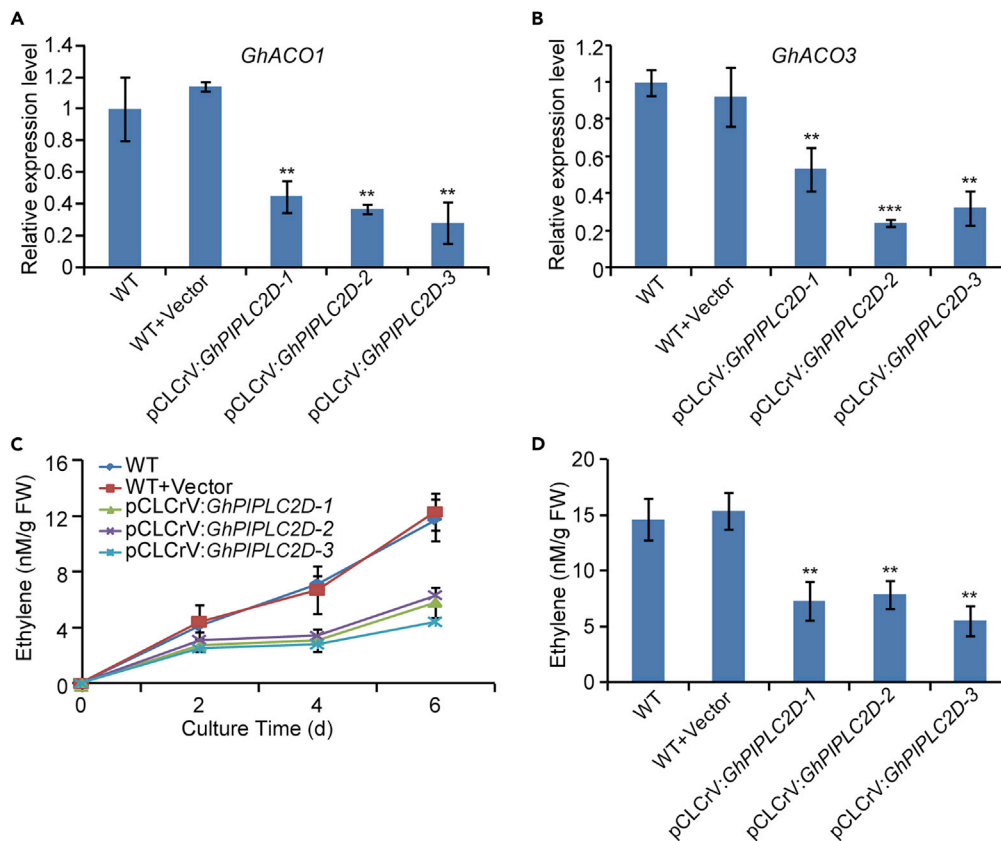 A
GhACO1
Relative expression level
1.4
1.2
1
0.8
0.6
0.4
0.2
0
**
**
**
WT
WT+Vector
pCLCrV:GhPIPLC2D-1
pCLCrV:GhPIPLC2D-2
pCLCrV:GhPIPLC2D-3
B
GhACO3
Relative expression level
1.2
1
0.8
0.6
0.4
0.2
0
**
***
**
WT
WT+Vector
pCLCrV:GhPIPLC2D-1
pCLCrV:GhPIPLC2D-2
pCLCrV:GhPIPLC2D-3
C
Ethylene (nM/g FW)
16
12
8
4
0
WT
WT+Vector
pCLCrV:GhPIPLC2D-1
pCLCrV:GhPIPLC2D-2
pCLCrV:GhPIPLC2D-3
0 2 4 6
Culture Time (d)
D
Ethylene (nM/g FW)
20
15
10
5
0
**
**
**
WT
WT+Vector
pCLCrV:GhPIPLC2D-1
pCLCrV:GhPIPLC2D-2
pCLCrV:GhPIPLC2D-3